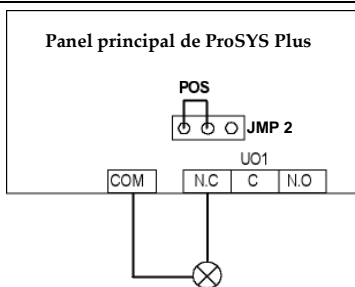 Panel principal de ProSYS Plus
POS
JMP 2
UO1
COM N.C C N.O